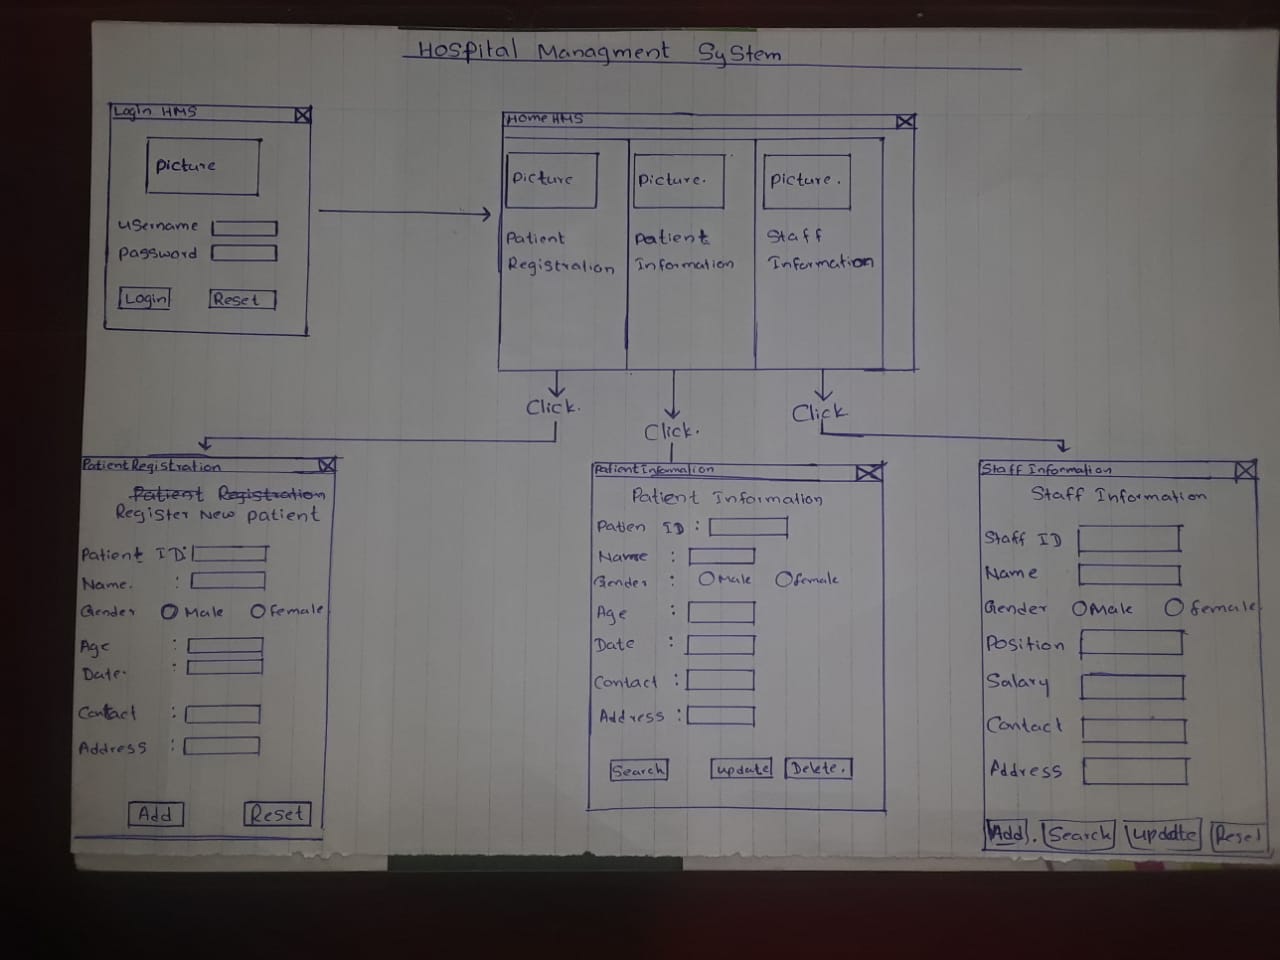 Hospital Managment System
Login HMS
Picture
username
password
Login
Reset
Home HMS
Picture
Patient
Registration
Picture.
patient
Information
Picture.
Staff
Information
Click.
Click.
Click
Patient Registration
Patient Registration
Register New patient
Patient ID:
Name. :
Gender Male female
Age :
Date. :
Contact :
Address :
Add
Reset
Patient Information
Patient Information
Patien ID :
Name :
Gender : Male female
Age :
Date :
Contact :
Address :
Search
update
Delete.
Staff Information
Staff Information
Staff ID
Name
Gender Male female
Position
Salary
Contact
Address
Add.
Search
update
Reset